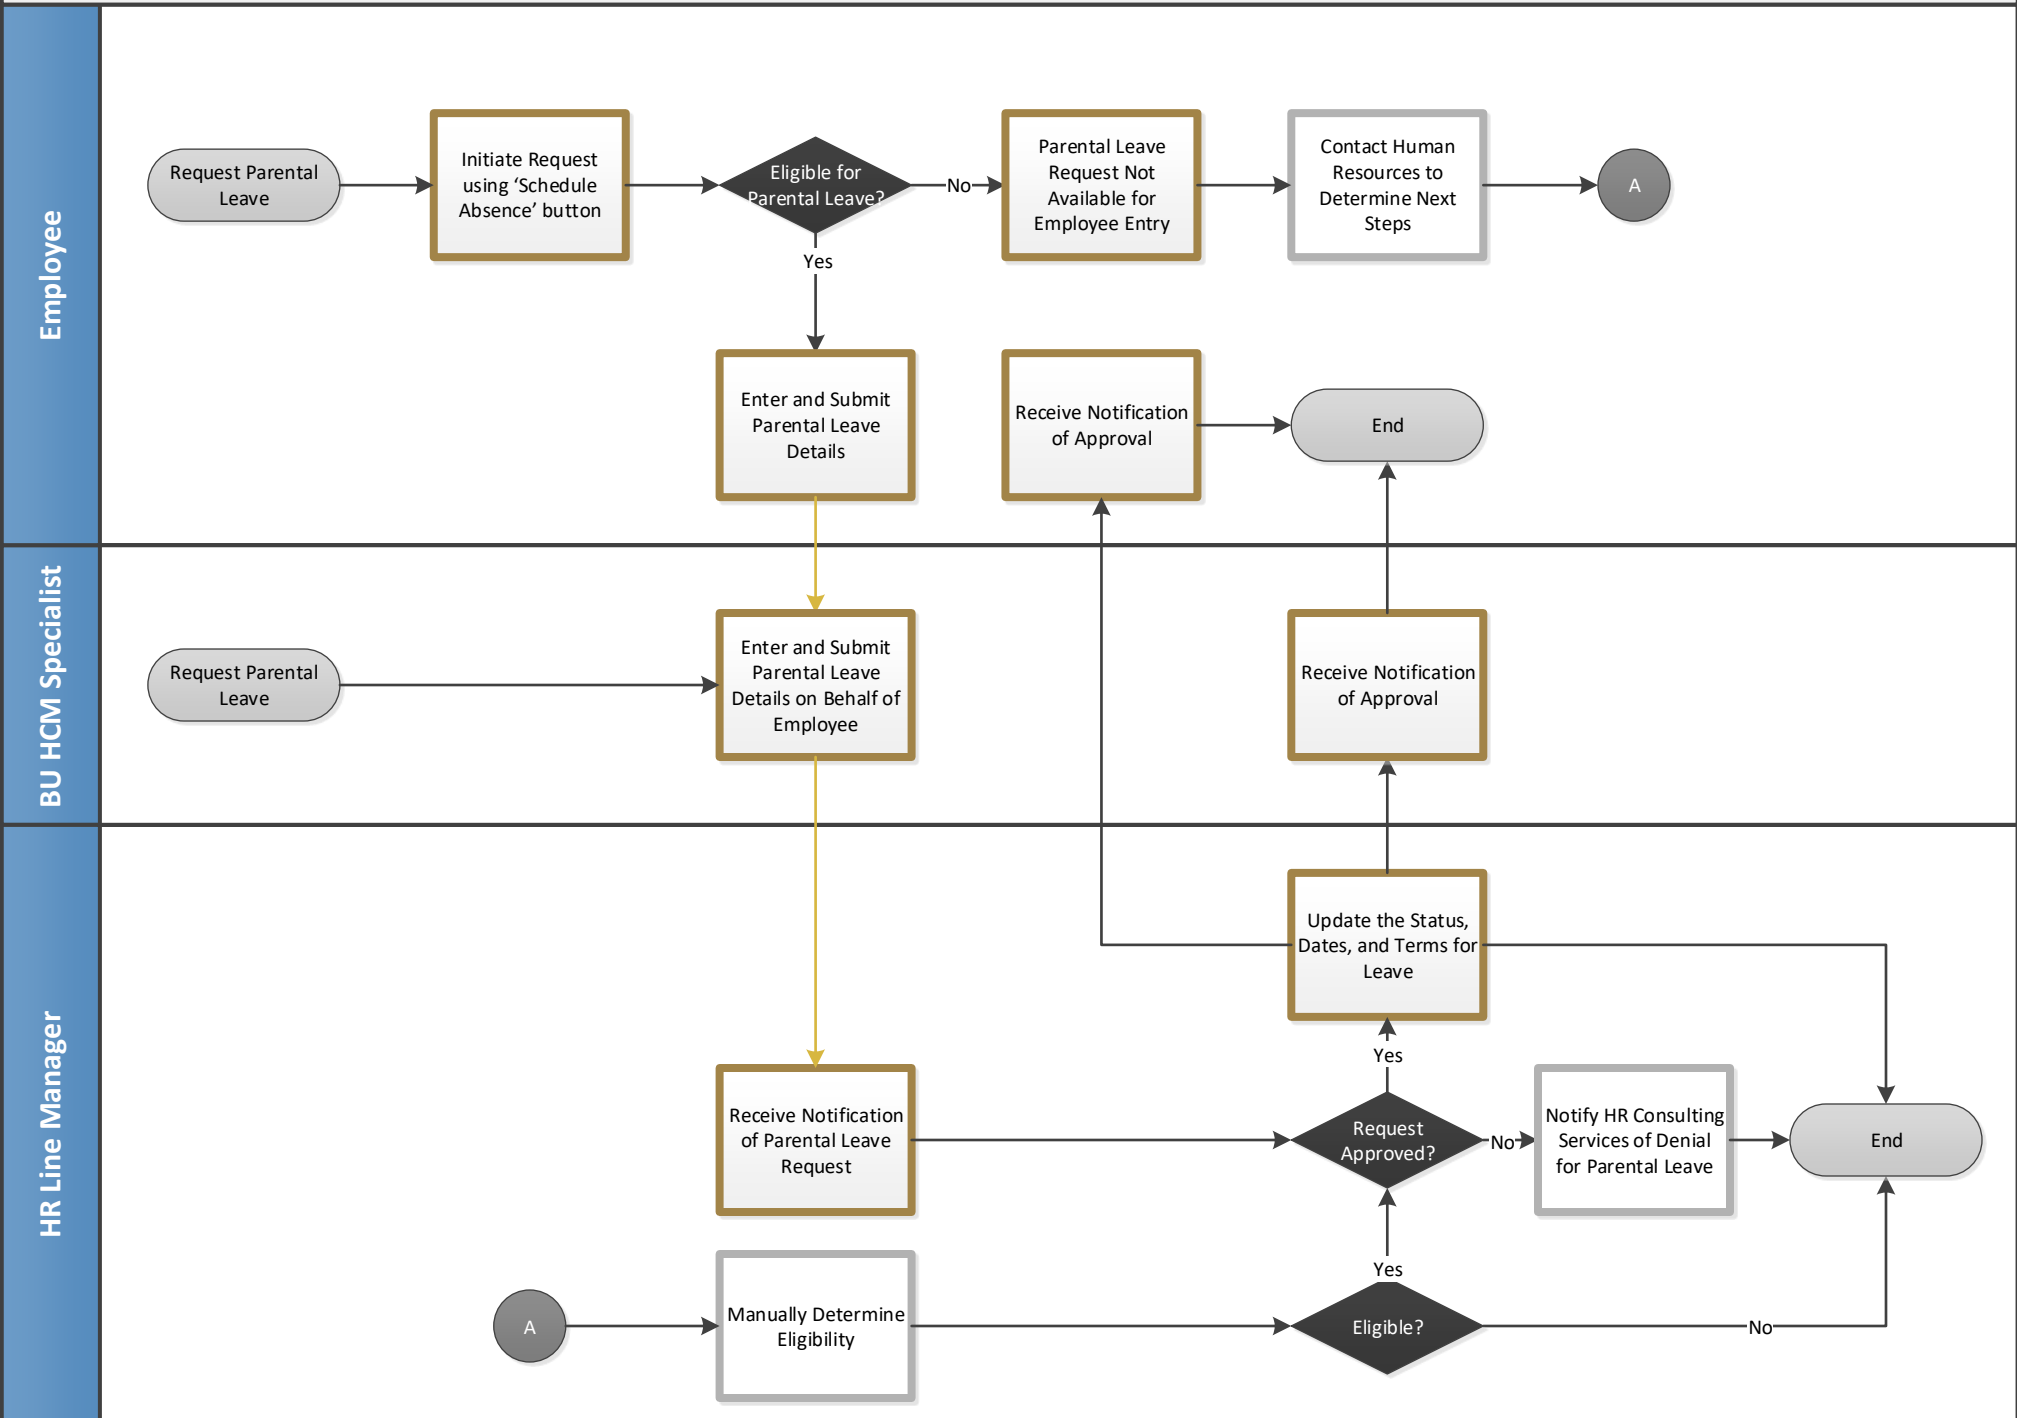 Employee
Request Parental
Leave
Initiate Request
using ‘Schedule
Absence’ button
Eligible for
Parental Leave?
No
Parental Leave
Request Not
Available for
Employee Entry
Contact Human
Resources to
Determine Next
Steps
A
Yes
Enter and Submit
Parental Leave
Details
Receive Notification
of Approval
End
BU HCM Specialist
Request Parental
Leave
Enter and Submit
Parental Leave
Details on Behalf of
Employee
Receive Notification
of Approval
HR Line Manager
Update the Status,
Dates, and Terms for
Leave
Yes
Receive Notification
of Parental Leave
Request
Request
Approved?
No
Notify HR Consulting
Services of Denial
for Parental Leave
End
Yes
A
Manually Determine
Eligibility
Eligible?
No